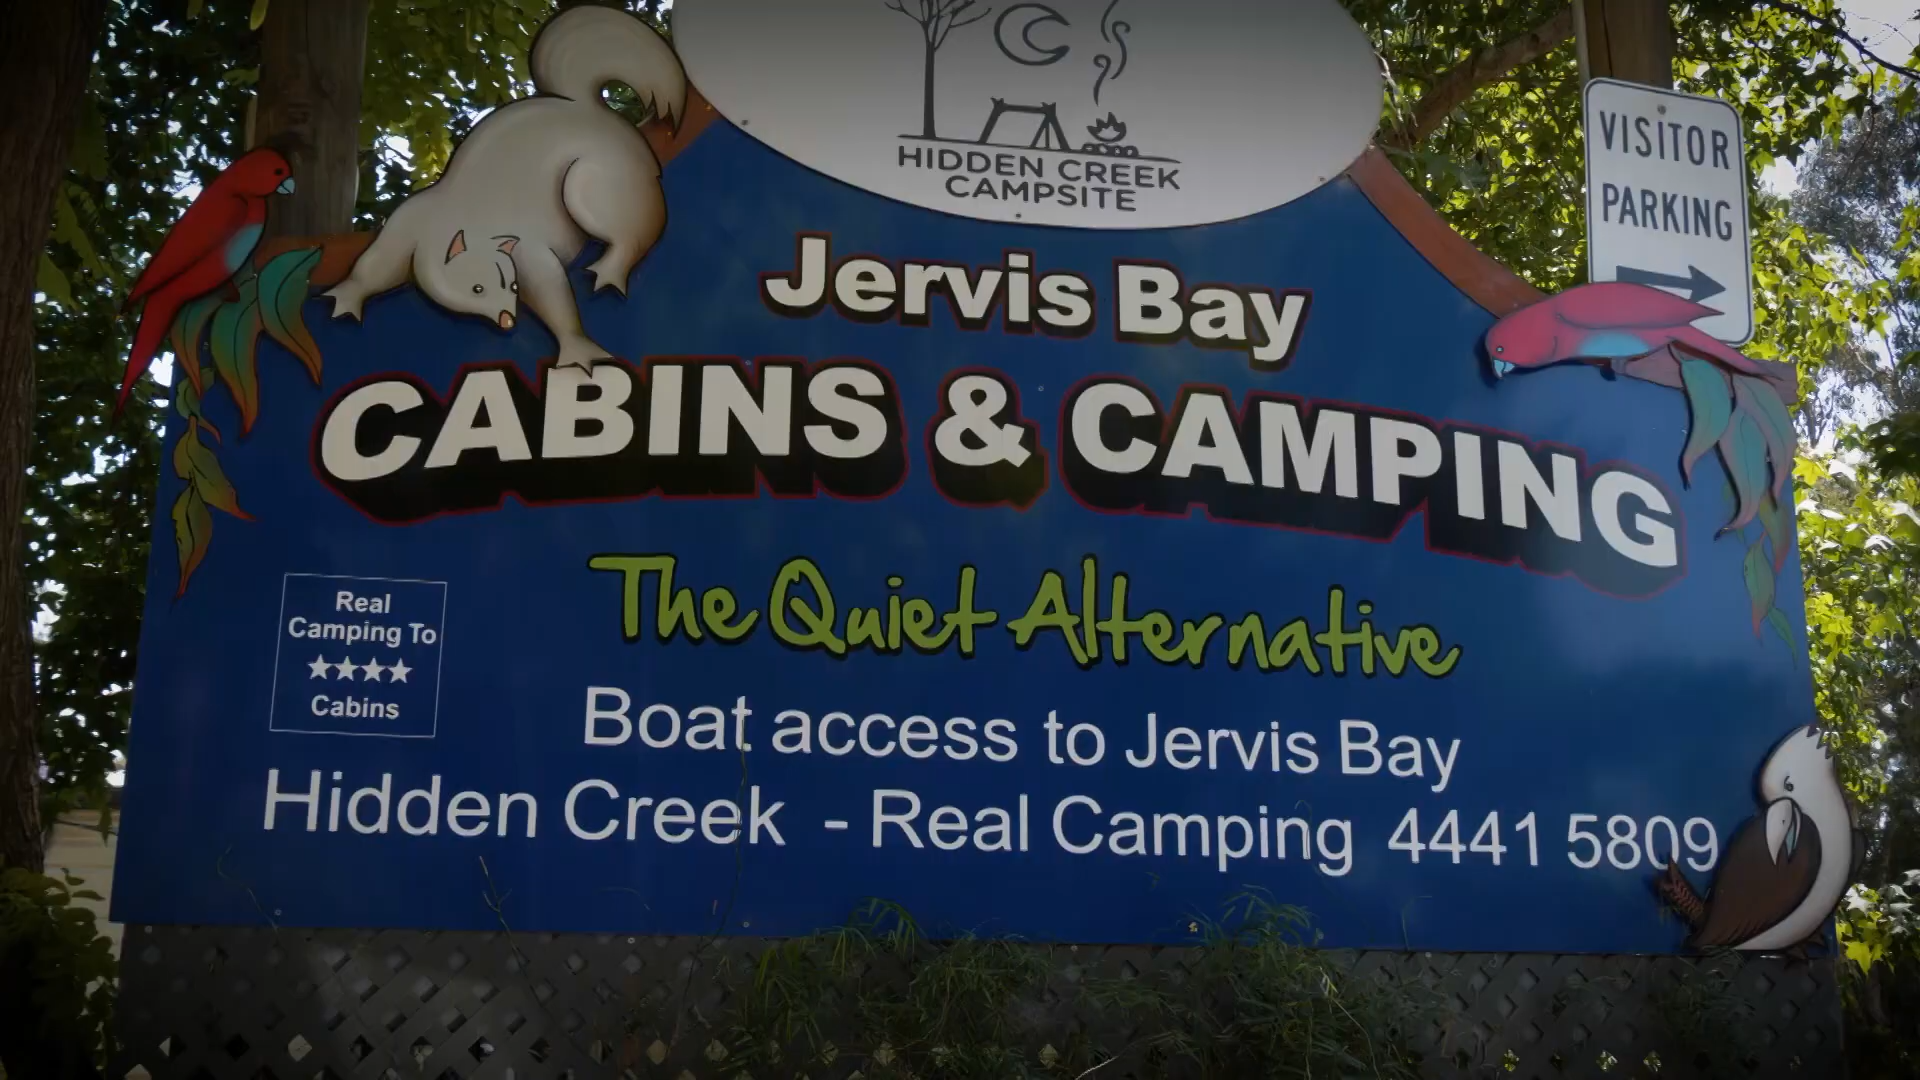 HIDDEN CREEK
CAMPSITE
VISITOR
PARKING
Jervis Bay
CABINS & CAMPING
The Quiet Alternative
Real
Camping To
★★★★
Cabins
Boat access to Jervis Bay
Hidden Creek - Real Camping 4441 5809